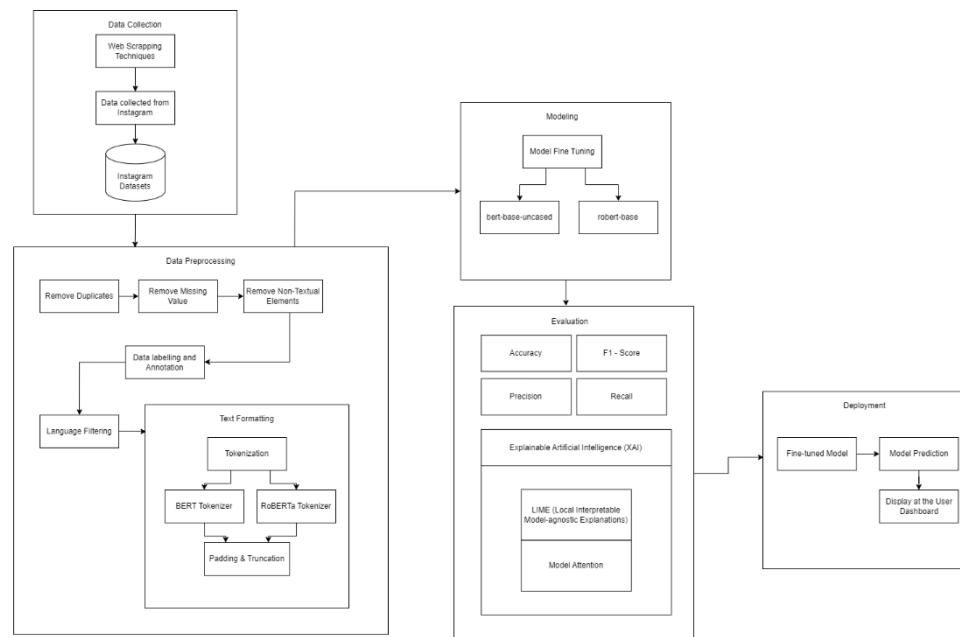 Data Collection
Web Scrapping
Techniques
Data collected from
Instagram
Instagram
Datasets
Data Preprocessing
Remove Duplicates
Remove Missing
Value
Remove Non-Textual
Elements
Data labelling and
Annotation
Language Filtering
Text Formatting
Tokenization
BERT Tokenizer
RoBERTa Tokenizer
Padding & Truncation
Modeling
Model Fine Tuning
bert-base-uncased
robert-base
Evaluation
Accuracy
F1 - Score
Precision
Recall
Explainable Artificial Intelligence (XAI)
LIME (Local Interpretable
Model-agnostic Explanations)
Model Attention
Deployment
Fine-tuned Model
Model Prediction
Display at the User
Dashboard